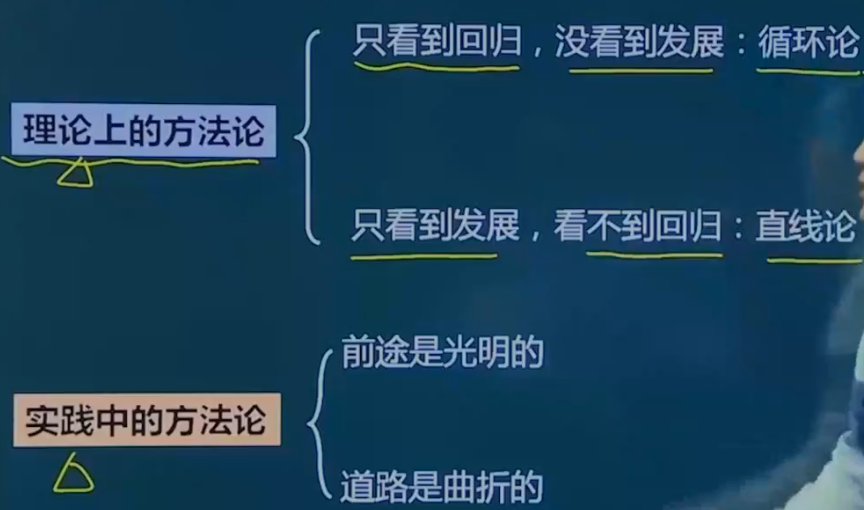 只看到回归，没看到发展：循环论
理论上的方法论
只看到发展，看不到回归：直线论
前途是光明的
实践中的方法论
道路是曲折的